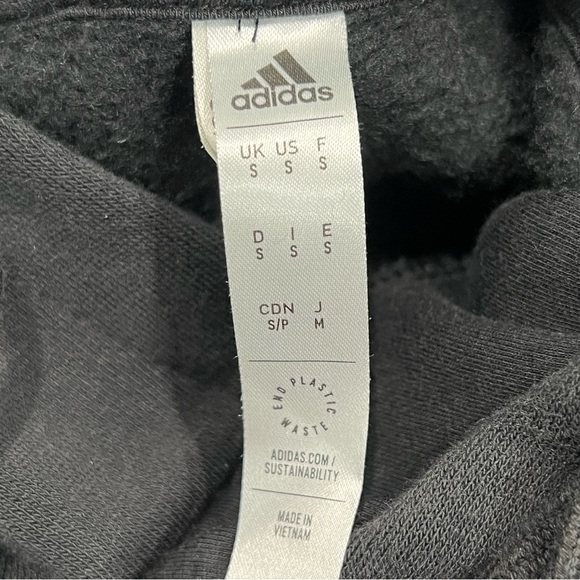 adidas
UK US F
S S S
D I E
S S S
CDN J
S/P M
END PLASTIC WASTE
ADIDAS.COM/
SUSTAINABILITY
MADE IN
VIETNAM